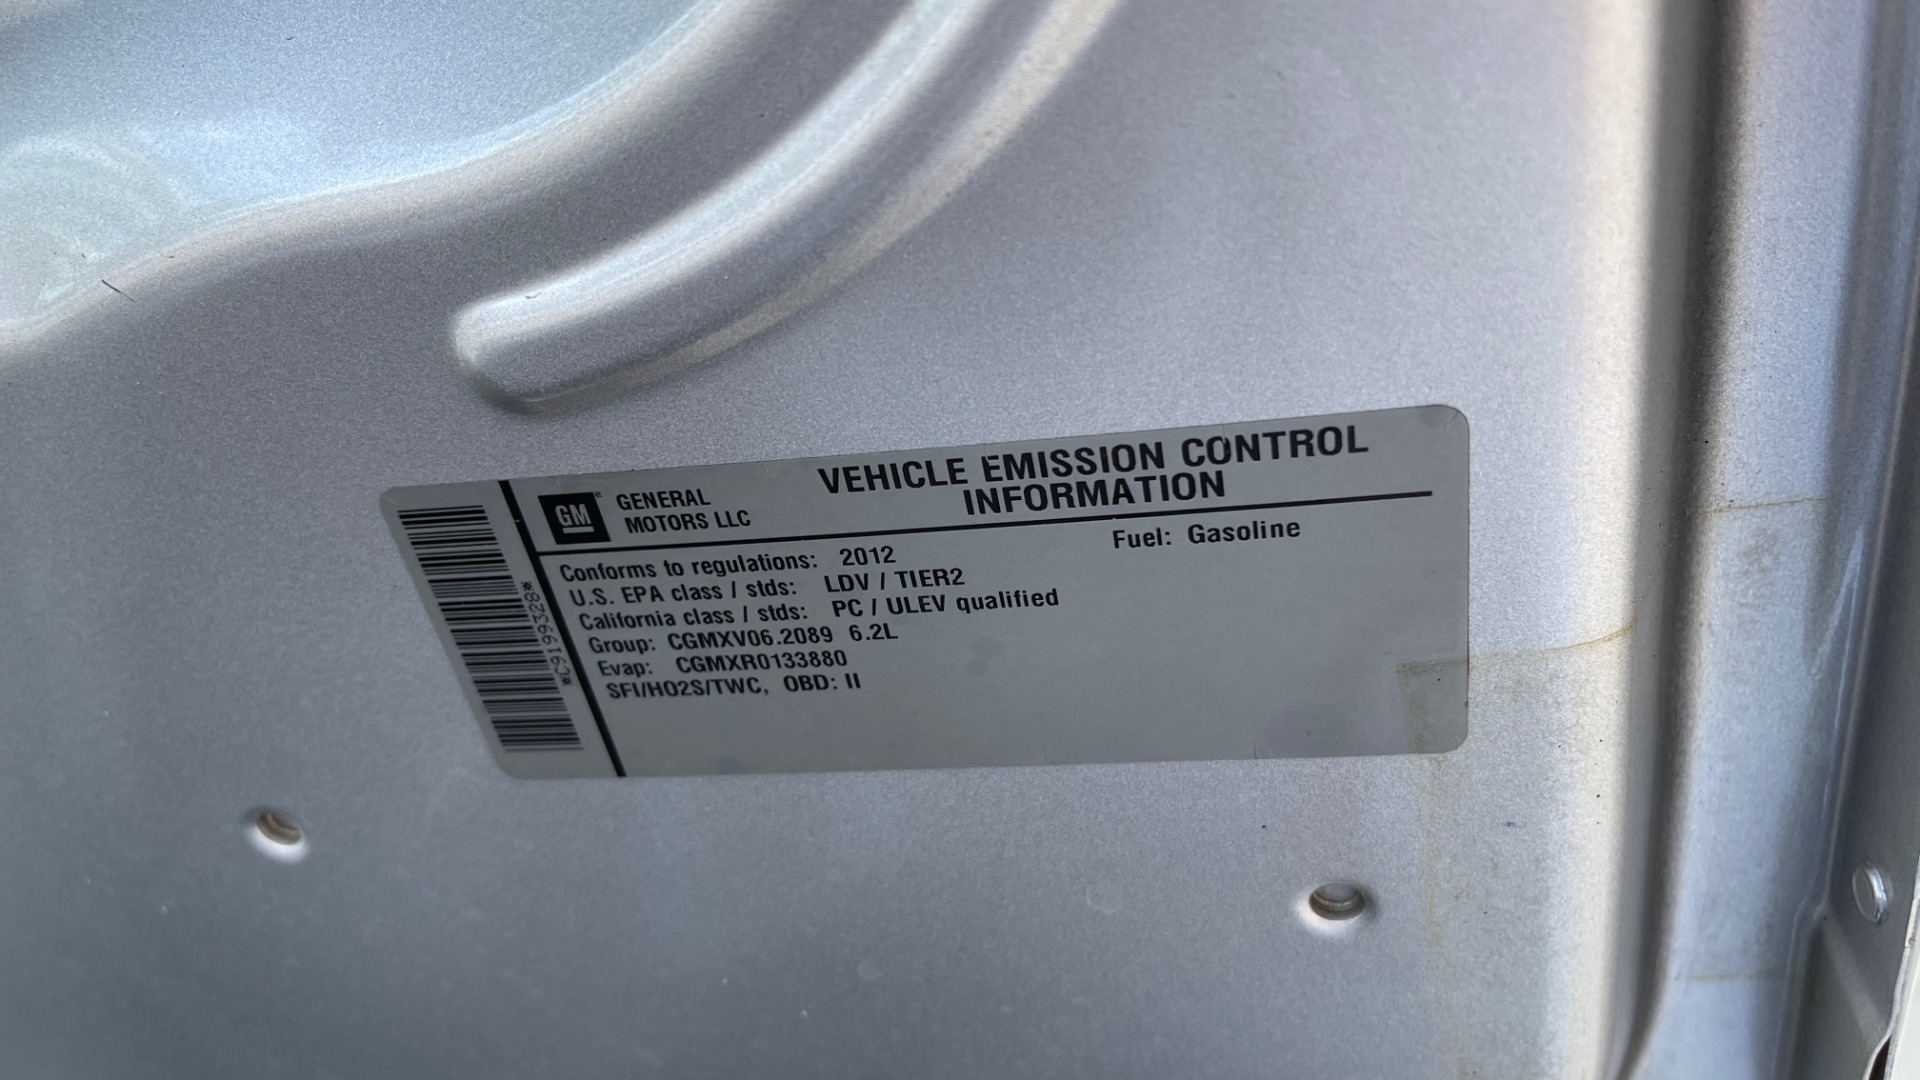 GM GENERAL
MOTORS LLC
VEHICLE EMISSION CONTROL
INFORMATION
Conforms to regulations: 2012
Fuel: Gasoline
U.S. EPA class / stds: LDV / TIER2
California class / stds: PC / ULEV qualified
Group: CGMXV06.2089 6.2L
Evap: CGMXR0133880
SFI/HO2S/TWC, OBD: II
*C9199328*